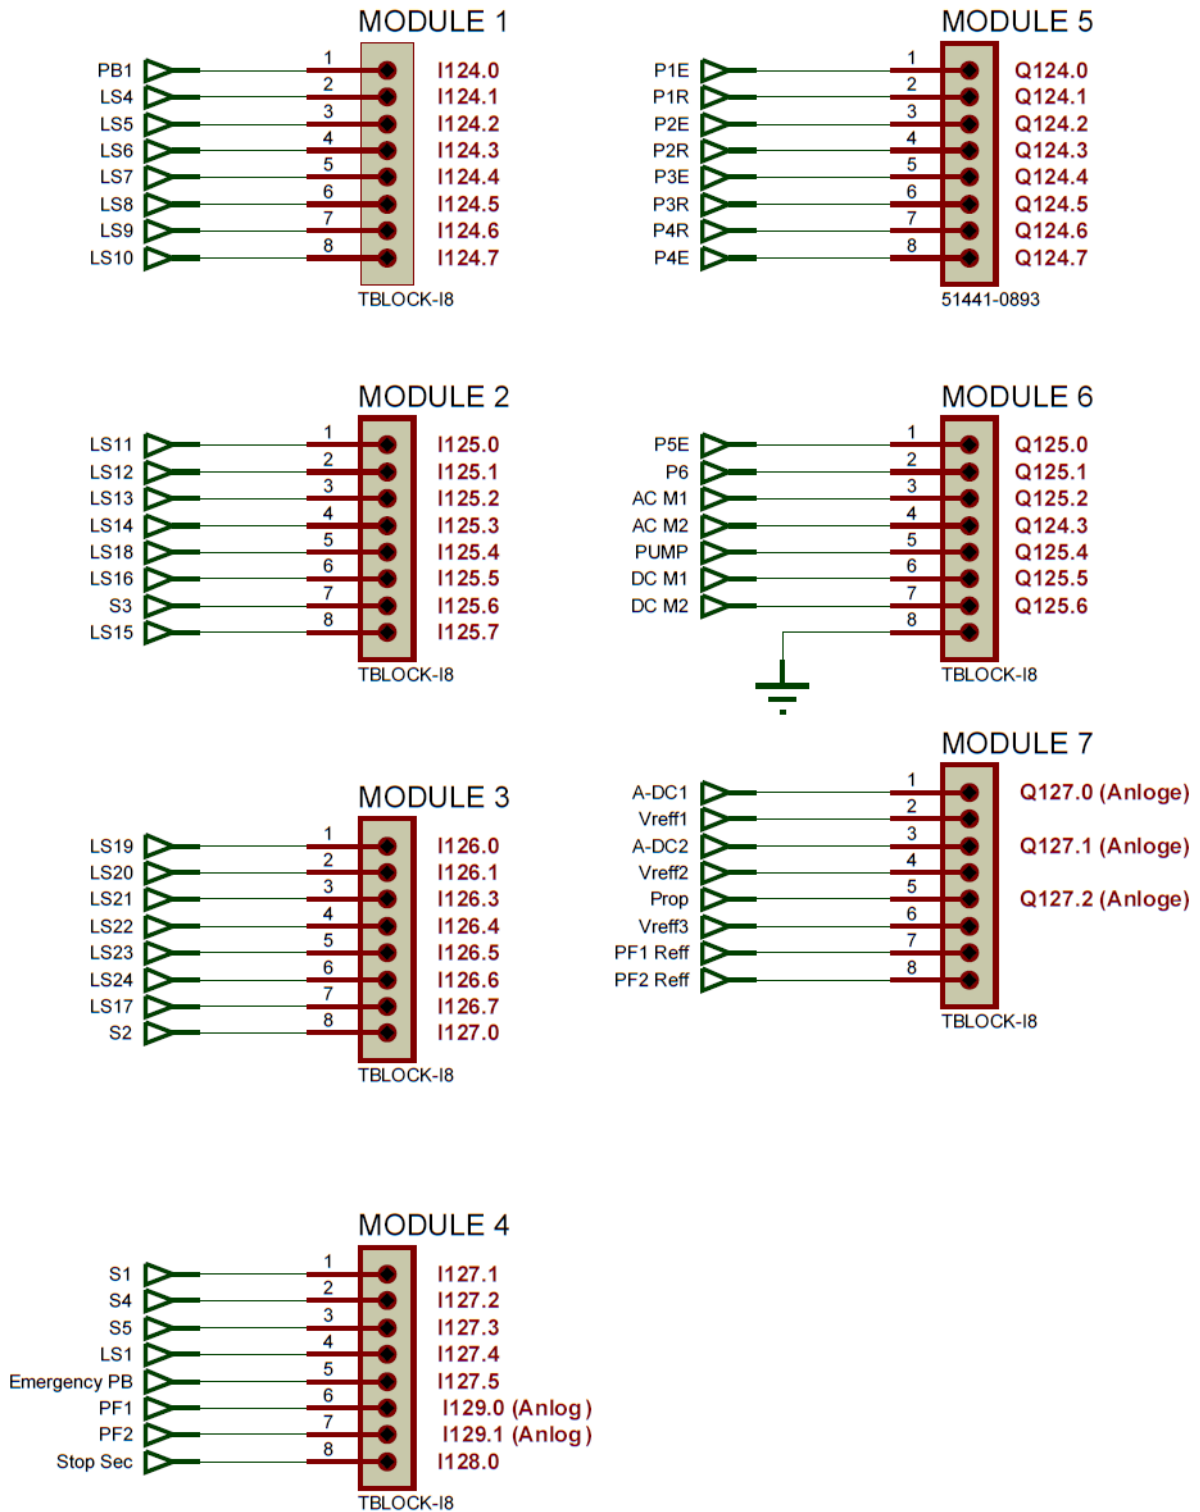 MODULE 1
PB1 1 I124.0
LS4 2 I124.1
LS5 3 I124.2
LS6 4 I124.3
LS7 5 I124.4
LS8 6 I124.5
LS9 7 I124.6
LS10 8 I124.7
TBLOCK-I8
MODULE 5
P1E 1 Q124.0
P1R 2 Q124.1
P2E 3 Q124.2
P2R 4 Q124.3
P3E 5 Q124.4
P3R 6 Q124.5
P4R 7 Q124.6
P4E 8 Q124.7
51441-0893
MODULE 2
LS11 1 I125.0
LS12 2 I125.1
LS13 3 I125.2
LS14 4 I125.3
LS18 5 I125.4
LS16 6 I125.5
S3 7 I125.6
LS15 8 I125.7
TBLOCK-I8
MODULE 6
P5E 1 Q125.0
P6 2 Q125.1
AC M1 3 Q125.2
AC M2 4 Q124.3
PUMP 5 Q125.4
DC M1 6 Q125.5
DC M2 7 Q125.6
8
TBLOCK-I8
MODULE 3
LS19 1 I126.0
LS20 2 I126.1
LS21 3 I126.3
LS22 4 I126.4
LS23 5 I126.5
LS24 6 I126.6
LS17 7 I126.7
S2 8 I127.0
TBLOCK-I8
MODULE 7
A-DC1 1 Q127.0 (Anloge)
Vreff1 2
A-DC2 3 Q127.1 (Anloge)
Vreff2 4
Prop 5 Q127.2 (Anloge)
Vreff3 6
PF1 Reff 7
PF2 Reff 8
TBLOCK-I8
MODULE 4
S1 1 I127.1
S4 2 I127.2
S5 3 I127.3
LS1 4 I127.4
Emergency PB 5 I127.5
PF1 6 I129.0 (Anlog )
PF2 7 I129.1 (Anlog )
Stop Sec 8 I128.0
TBLOCK-I8